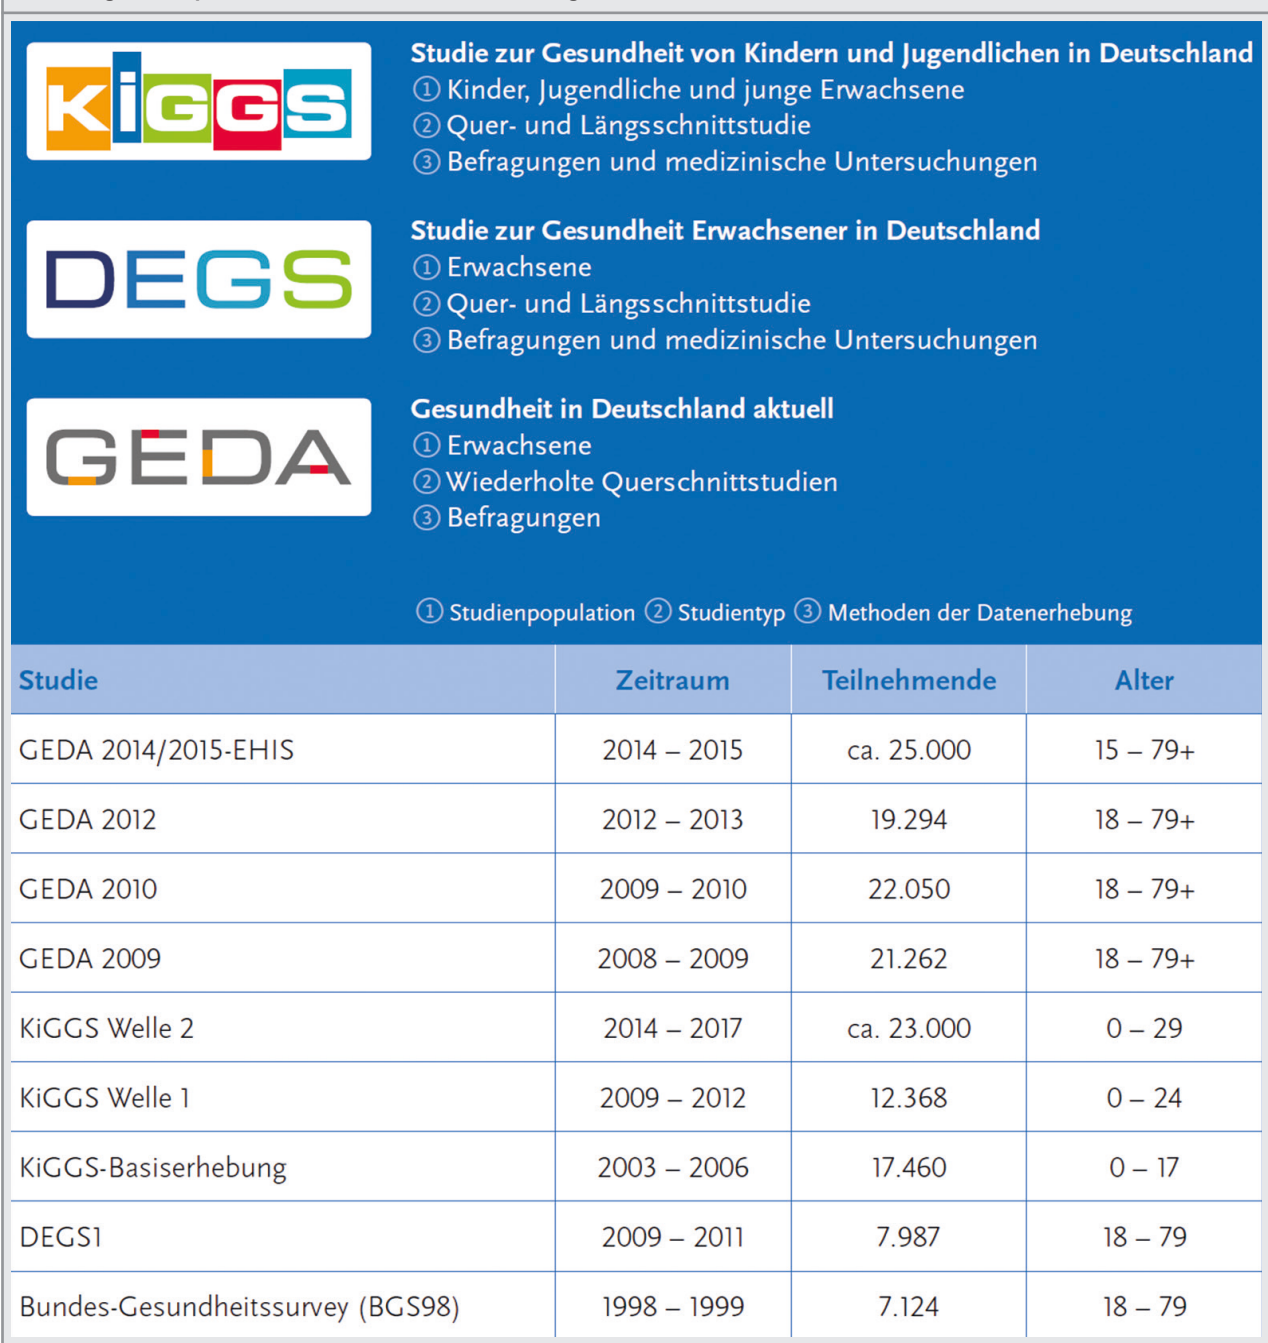 KiGGS
Studie zur Gesundheit von Kindern und Jugendlichen in Deutschland
① Kinder, Jugendliche und junge Erwachsene
② Quer- und Längsschnittstudie
③ Befragungen und medizinische Untersuchungen
DEGS
Studie zur Gesundheit Erwachsener in Deutschland
① Erwachsene
② Quer- und Längsschnittstudie
③ Befragungen und medizinische Untersuchungen
GEDA
Gesundheit in Deutschland aktuell
① Erwachsene
② Wiederholte Querschnittstudien
③ Befragungen
① Studienpopulation ② Studientyp ③ Methoden der Datenerhebung
Studie Zeitraum Teilnehmende Alter
GEDA 2014/2015-EHIS 2014 – 2015 ca. 25.000 15 – 79+
GEDA 2012 2012 – 2013 19.294 18 – 79+
GEDA 2010 2009 – 2010 22.050 18 – 79+
GEDA 2009 2008 – 2009 21.262 18 – 79+
KiGGS Welle 2 2014 – 2017 ca. 23.000 0 – 29
KiGGS Welle 1 2009 – 2012 12.368 0 – 24
KiGGS-Basiserhebung 2003 – 2006 17.460 0 – 17
DEGS1 2009 – 2011 7.987 18 – 79
Bundes-Gesundheitssurvey (BGS98) 1998 – 1999 7.124 18 – 79